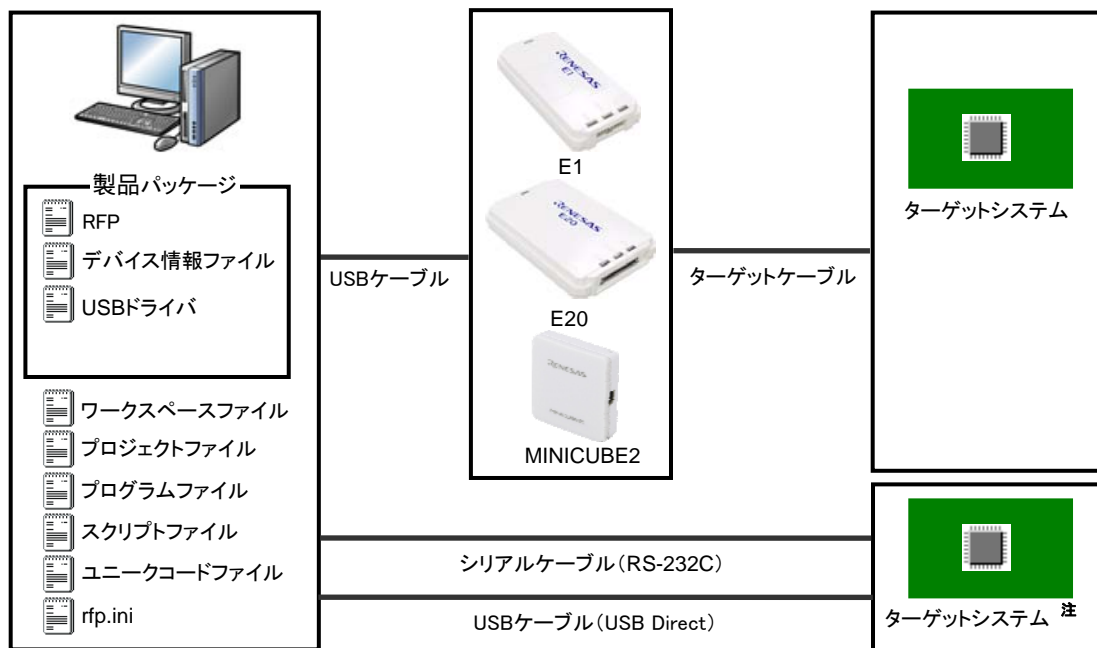 製品パッケージ
RFP
デバイス情報ファイル
USBドライバ
ワークスペースファイル
プロジェクトファイル
プログラムファイル
スクリプトファイル
ユニークコードファイル
rfp.ini
USBケーブル
RENESAS
E1
E1
RENESAS
E20
E20
RENESAS
MINICUBE2
ターゲットケーブル
ターゲットシステム
シリアルケーブル(RS-232C)
USBケーブル(USB Direct)
ターゲットシステム 注